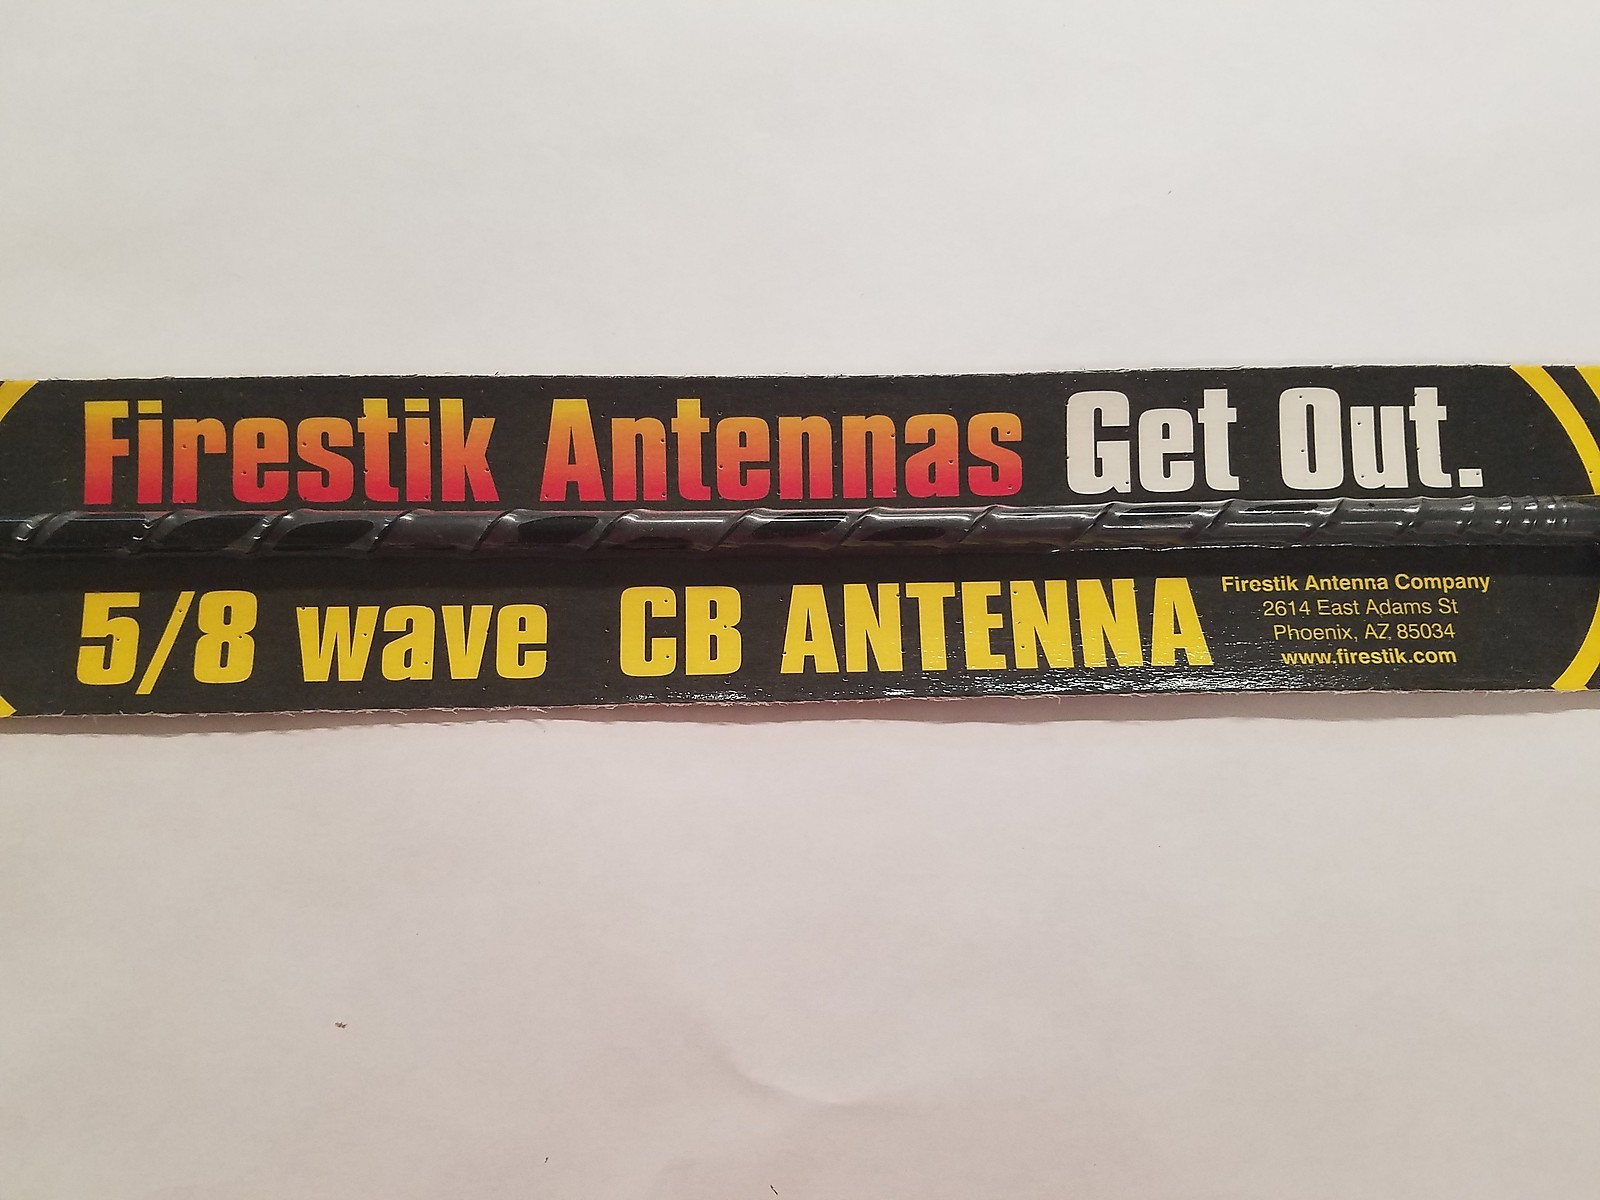 Firestik Antennas Get Out.
5/8 wave CB ANTENNA
Firestik Antenna Company
2614 East Adams St
Phoenix, AZ 85034
www.firestik.com